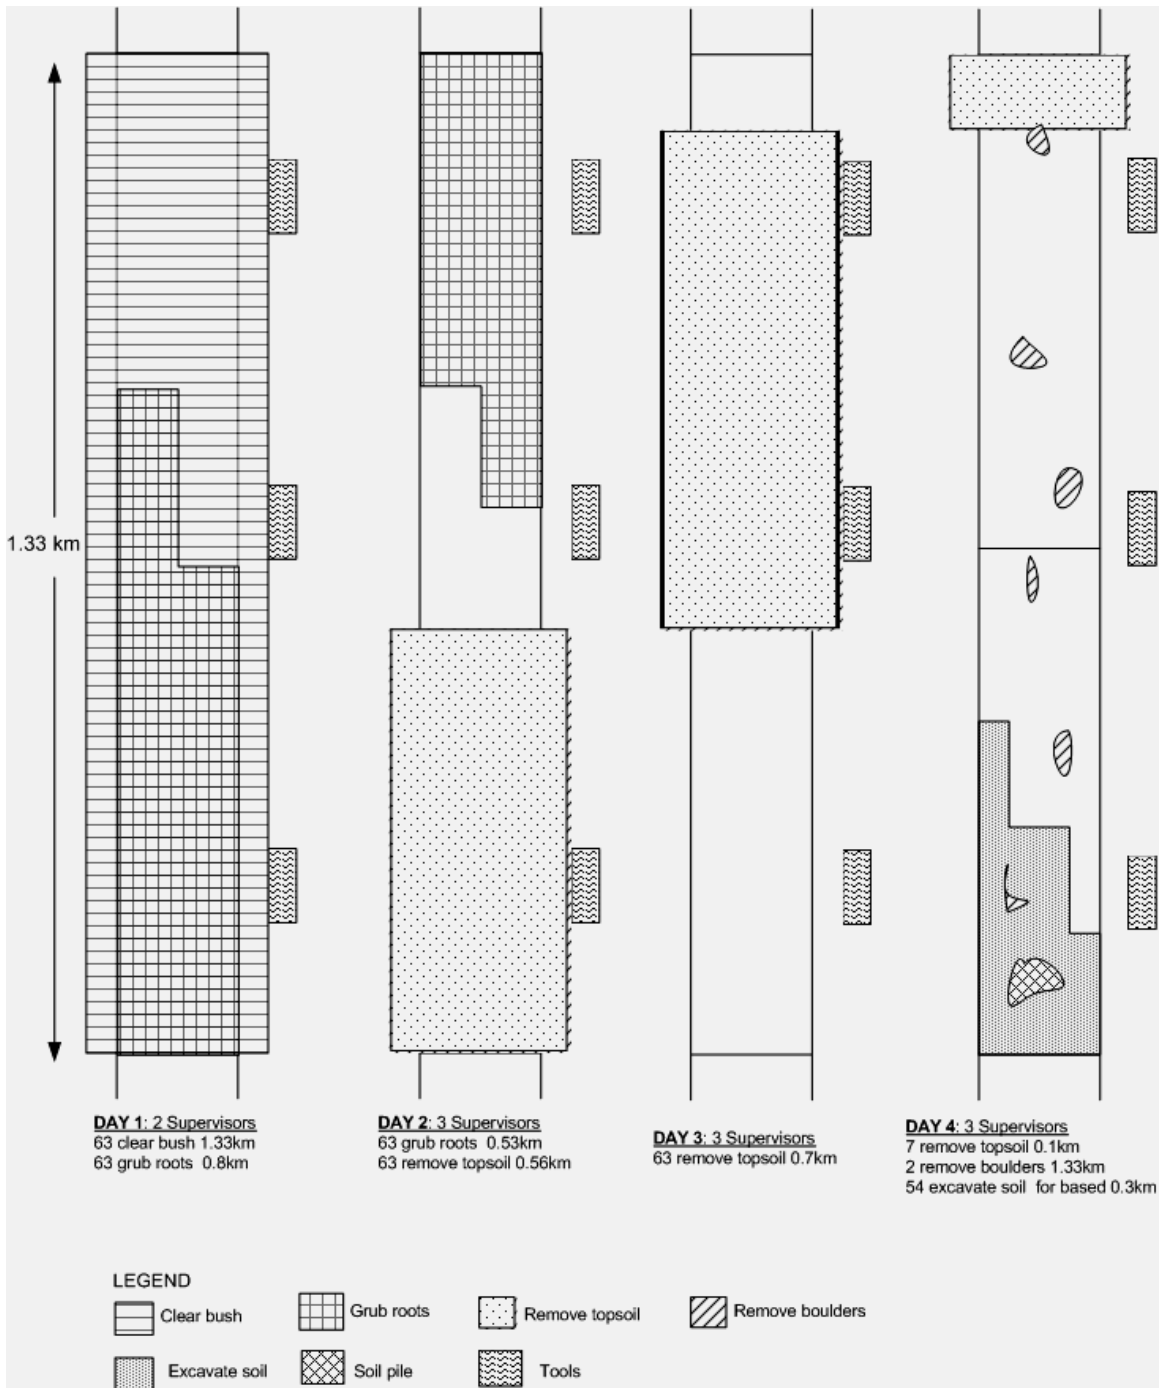 1.33 km
DAY 1: 2 Supervisors
63 clear bush 1.33km
63 grub roots 0.8km
DAY 2: 3 Supervisors
63 grub roots 0.53km
63 remove topsoil 0.56km
DAY 3: 3 Supervisors
63 remove topsoil 0.7km
DAY 4: 3 Supervisors
7 remove topsoil 0.1km
2 remove boulders 1.33km
54 excavate soil for based 0.3km
LEGEND
Clear bush
Grub roots
Remove topsoil
Remove boulders
Excavate soil
Soil pile
Tools